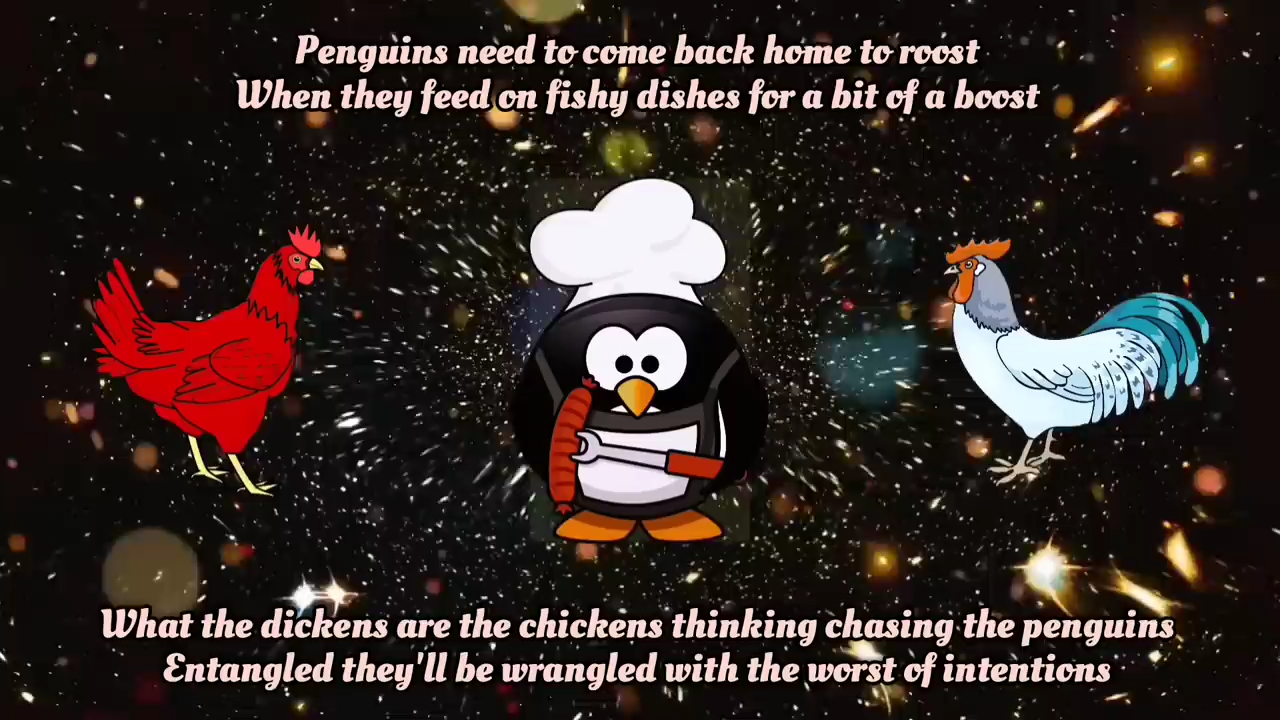 Penguins need to come back home to roost
When they feed on fishy dishes for a bit of a boost
What the dickens are the chickens thinking chasing the penguins
Entangled they'll be wrangled with the worst of intentions